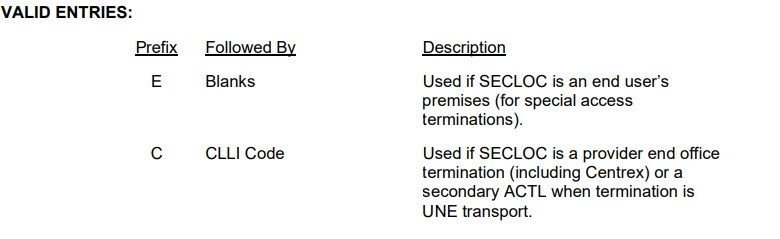 VALID ENTRIES:
Prefix Followed By Description
E Blanks Used if SECLOC is an end user's
premises (for special access
terminations).
C CLLI Code Used if SECLOC is a provider end office
termination (including Centrex) or a
secondary ACTL when termination is
UNE transport.